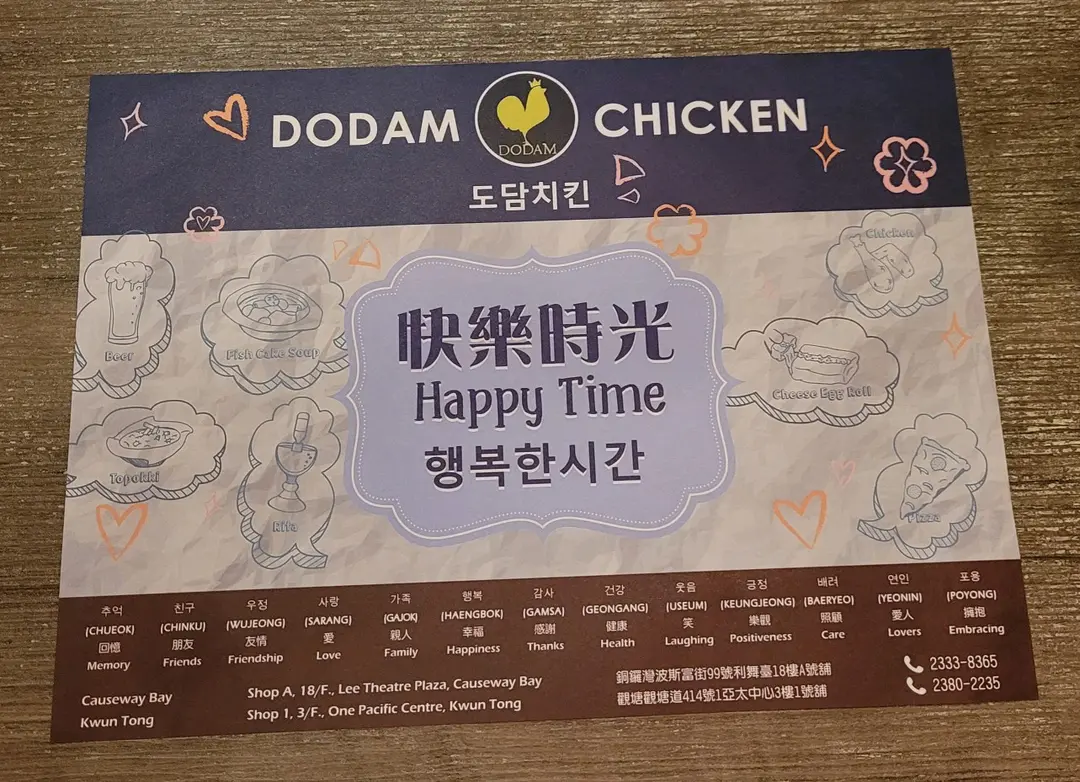 DODAM CHICKEN
DODAM
도담치킨
Beer
Fish Cake Soup
Topokki
Rita
快樂時光
Happy Time
행복한시간
Chicken
Cheese Egg Roll
Pizza
추억 친구 우정 사랑 가족 행복 감사 건강 웃음 긍정 배려 연인 포옹
(CHUEOK) (CHINKU) (WUJEONG) (SARANG) (GAJOK) (HAENGBOK) (GAMSA) (GEONGANG) (USEUM) (KEUNGJEONG) (BAERYEO) (YEONIN) (POYONG)
回憶 朋友 友情 愛 親人 幸福 感謝 健康 笑 樂觀 照顧 愛人 擁抱
Memory Friends Friendship Love Family Happiness Thanks Health Laughing Positiveness Care Lovers Embracing
Causeway Bay Shop A, 18/F., Lee Theatre Plaza, Causeway Bay 銅鑼灣波斯富街99號利舞臺18樓A號舖 2333-8365
Kwun Tong Shop 1, 3/F., One Pacific Centre, Kwun Tong 觀塘觀塘道414號1亞太中心3樓1號舖 2380-2235